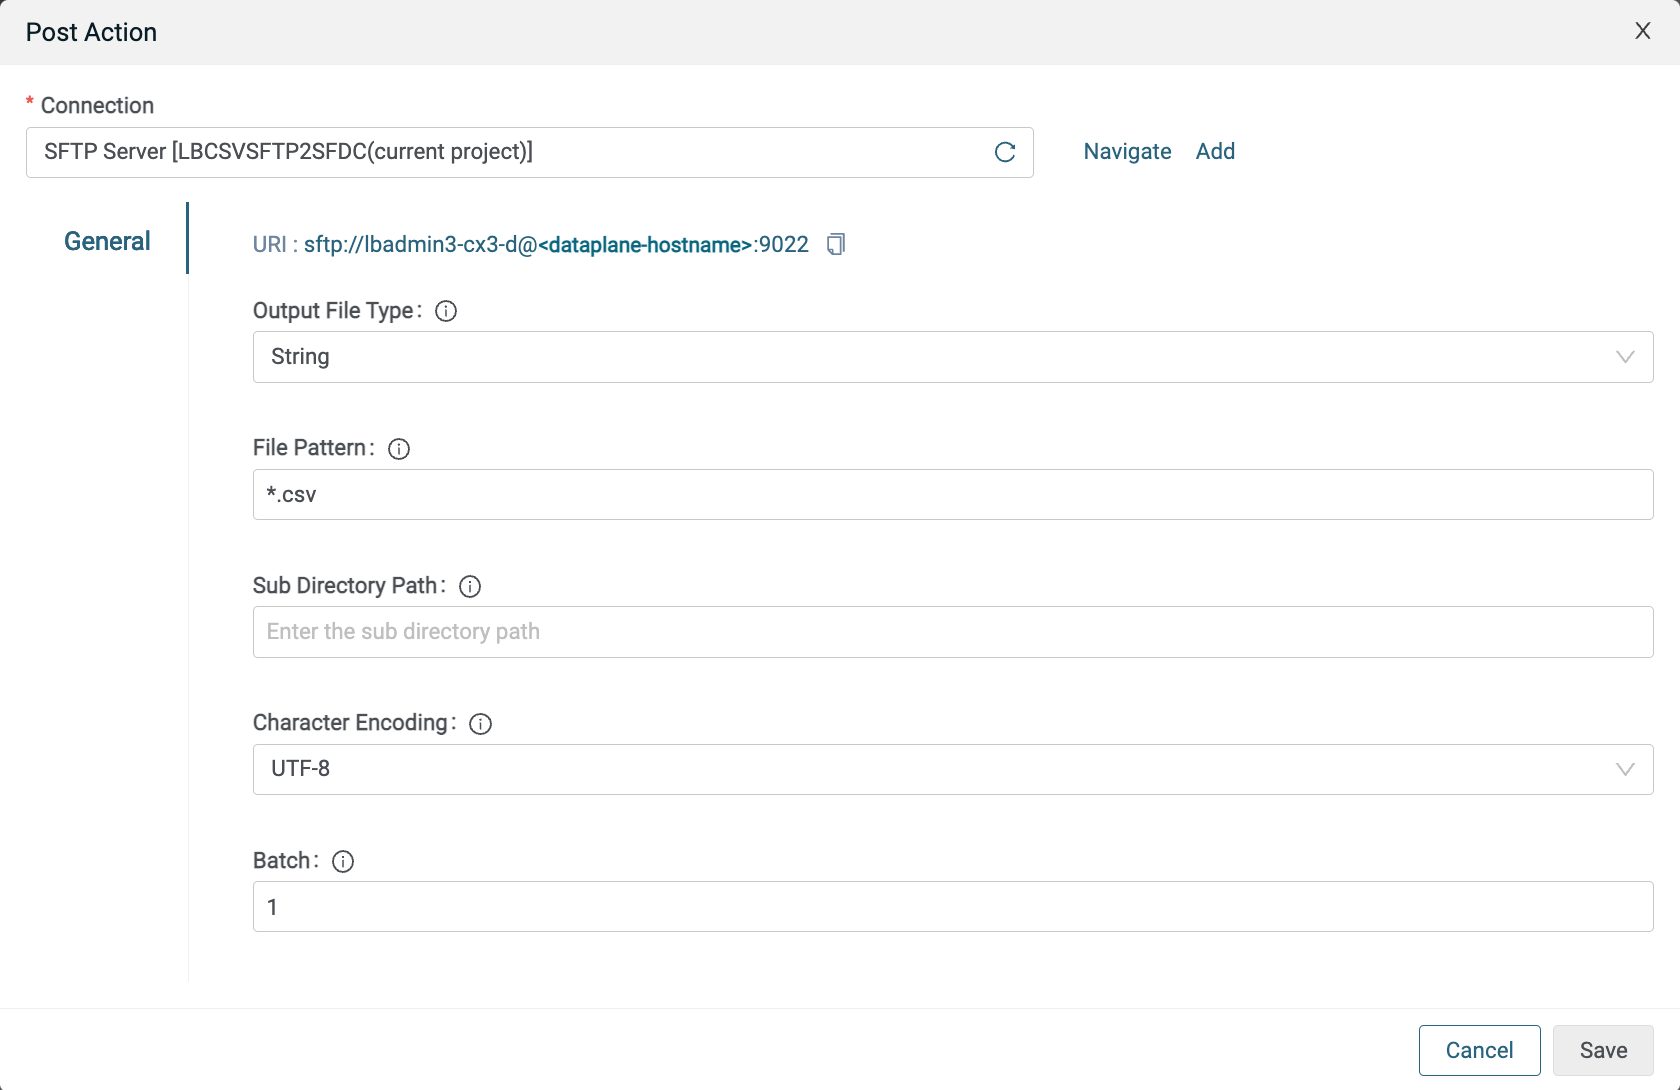 Post Action
* Connection
SFTP Server [LBCSVSFTP2SFDC(current project)]
Navigate Add
General
URI : sftp://lbadmin3-cx3-d@<dataplane-hostname>:9022
Output File Type :
String
File Pattern :
*.csv
Sub Directory Path :
Enter the sub directory path
Character Encoding :
UTF-8
Batch :
1
Cancel Save